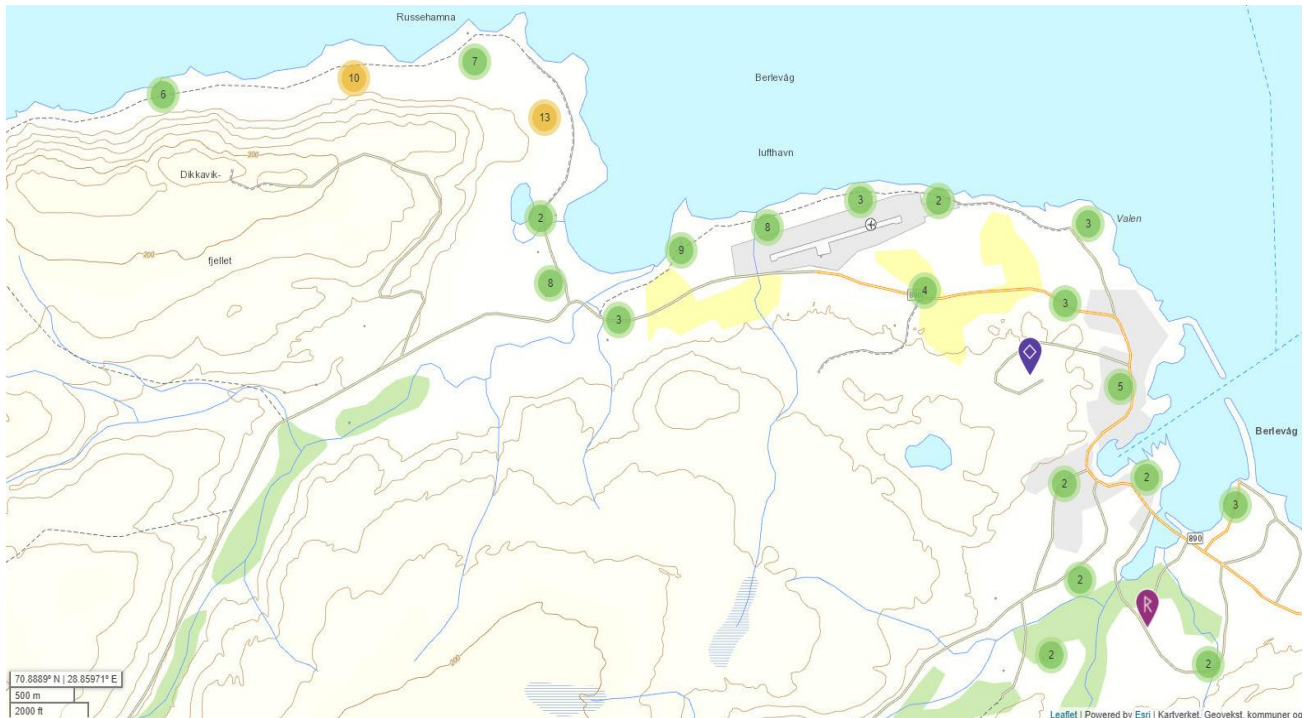 Russehamna
7
10
6
Berlevåg
13
lufthavn
200
Dikkavik-
3
2
2
8
3
Valen
9
200
fjellet
8
4
3
3
5
Berlevåg
2
2
3
890
2
2
2
200
70.8889° N | 28.85971° E
500 m
2000 ft
Leaflet | Powered by Esri | Kartverket, Geovekst, kommuner og